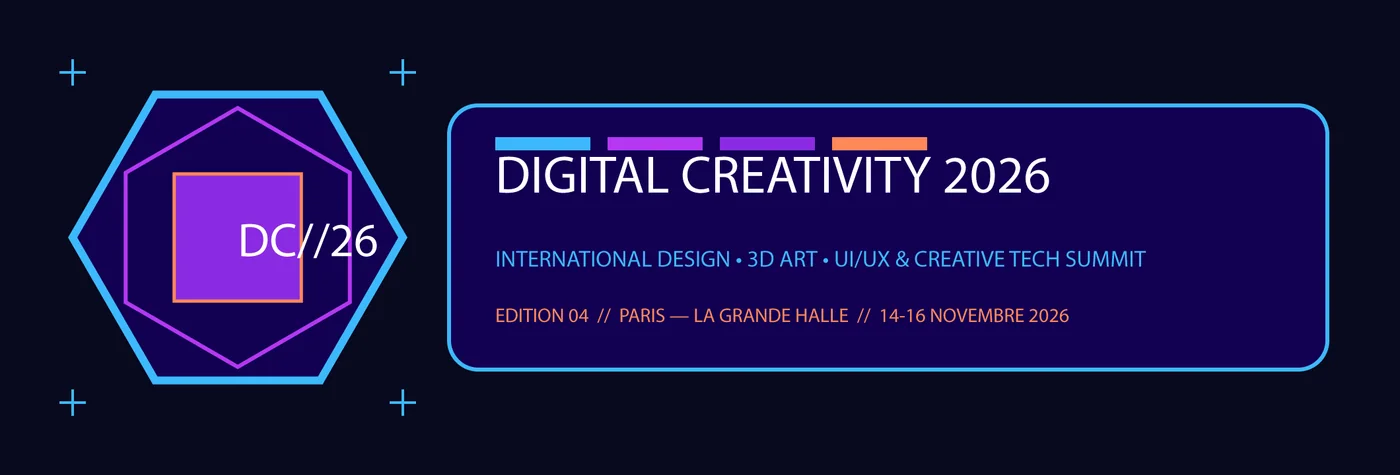 DC//26
DIGITAL CREATIVITY 2026
INTERNATIONAL DESIGN • 3D ART • UI/UX & CREATIVE TECH SUMMIT
EDITION 04 // PARIS — LA GRANDE HALLE // 14-16 NOVEMBRE 2026